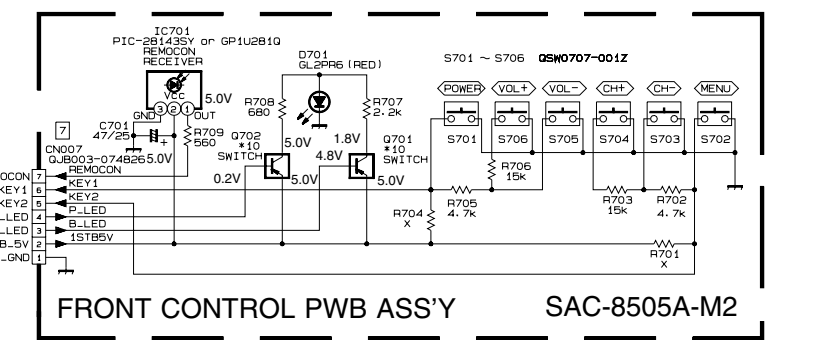 IC701
PIC-28143SY or GP1U281Q
REMOCON
RECEIVER
VCC
GND 3 2 1 OUT
5.0V
C701
47/25
+
R709
560
7
CN007
QJB003-074826
5.0V
D701
GL2PR6 (RED)
R708
680
R707
2.2k
Q702
*10
SWITCH
5.0V
0.2V
5.0V
1.8V
4.8V
Q701
*10
SWITCH
5.0V
S701 ~ S706 QSW0707-001Z
POWER VOL+ VOL- CH+ CH- MENU
S701 S706 S705 S704 S703 S702
R706
15k
R705
4.7k
R704
X
R703
15k
R702
4.7k
R701
X
OCON 7 REMOCON
KEY1 6 KEY1
KEY2 5 KEY2
_LED 4 P_LED
_LED 3 B_LED
B_5V 2 1STB5V
_GND 1
FRONT CONTROL PWB ASS'Y
SAC-8505A-M2